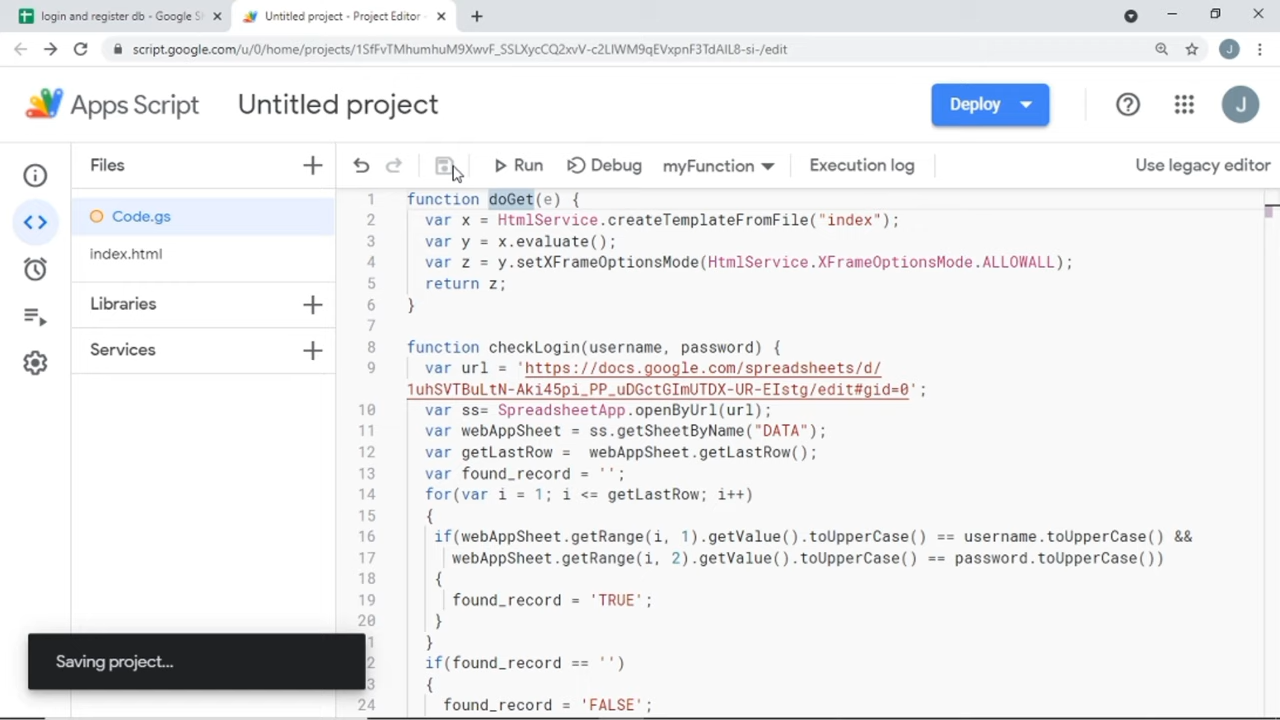 login and register db - Google S
Untitled project - Project Editor -
script.google.com/u/0/home/projects/1SfFvTMhumhuM9XwvF_SSLXycCQ2xvV-c2LIWM9qEVxpnF3TdAIL8-si-/edit
J
Apps Script
Untitled project
Deploy
J
Files
Run
Debug
myFunction
Execution log
Use legacy editor
Code.gs
index.html
Libraries
Services
1 function doGet(e) {
2 var x = HtmlService.createTemplateFromFile("index");
3 var y = x.evaluate();
4 var z = y.setXFrameOptionsMode(HtmlService.XFrameOptionsMode.ALLOWALL);
5 return z;
6 }
7
8 function checkLogin(username, password) {
9 var url = 'https://docs.google.com/spreadsheets/d/
1uhSVTBuLtN-Aki45pi_PP_uDGctGImUTDX-UR-EIstg/edit#gid=0';
10 var ss= SpreadsheetApp.openByUrl(url);
11 var webAppSheet = ss.getSheetByName("DATA");
12 var getLastRow =  webAppSheet.getLastRow();
13 var found_record = '';
14 for(var i = 1; i <= getLastRow; i++)
15 {
16 if(webAppSheet.getRange(i, 1).getValue().toUpperCase() == username.toUpperCase() &&
17 webAppSheet.getRange(i, 2).getValue().toUpperCase() == password.toUpperCase())
18 {
19 found_record = 'TRUE';
20 }
1 }
2 if(found_record == '')
3 {
24 found_record = 'FALSE';
Saving project...